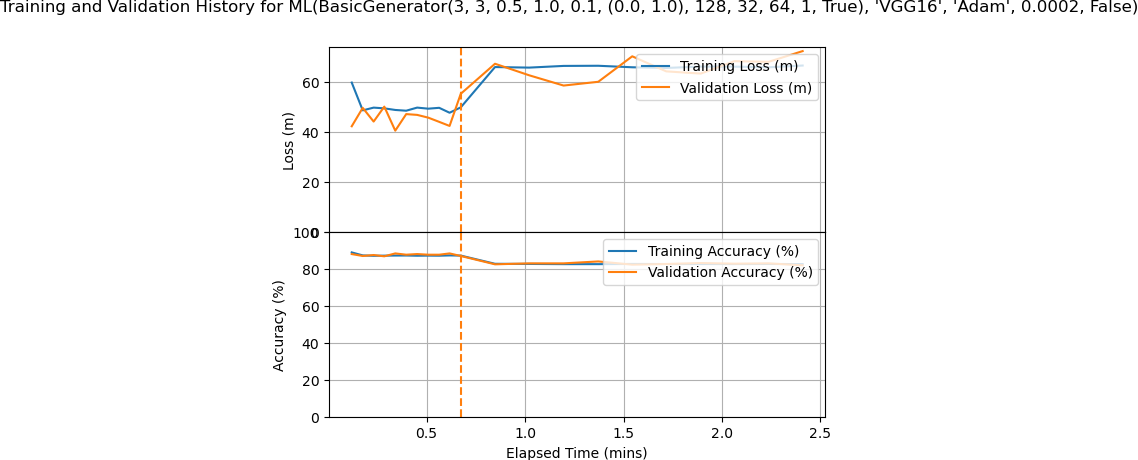 Training and Validation History for ML(BasicGenerator(3, 3, 0.5, 1.0, 0.1, (0.0, 1.0), 128, 32, 64, 1, True), 'VGG16', 'Adam', 0.0002, False)
Loss (m)
60
40
20
0
Training Loss (m)
Validation Loss (m)
Accuracy (%)
100
80
60
40
20
0
Training Accuracy (%)
Validation Accuracy (%)
0.5
1.0
1.5
2.0
2.5
Elapsed Time (mins)